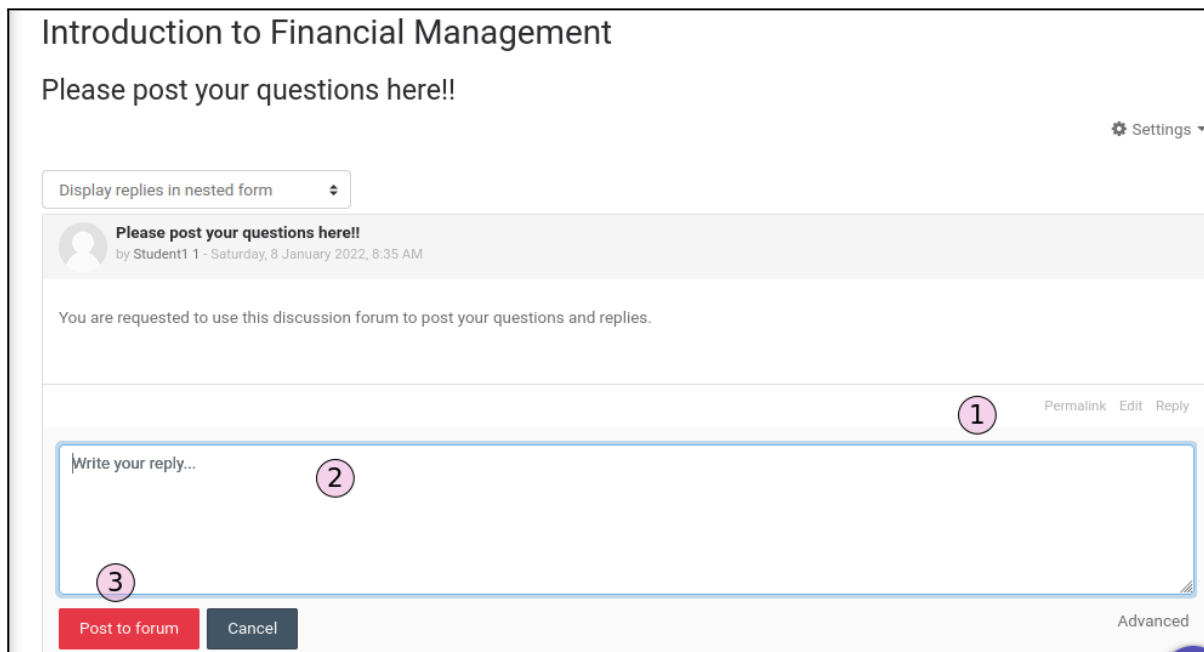 Introduction to Financial Management
Please post your questions here!!
Settings
Display replies in nested form
Please post your questions here!!
by Student1 1 - Saturday, 8 January 2022, 8:35 AM
You are requested to use this discussion forum to post your questions and replies.
1
Permalink Edit Reply
Write your reply...
2
3
Post to forum Cancel Advanced